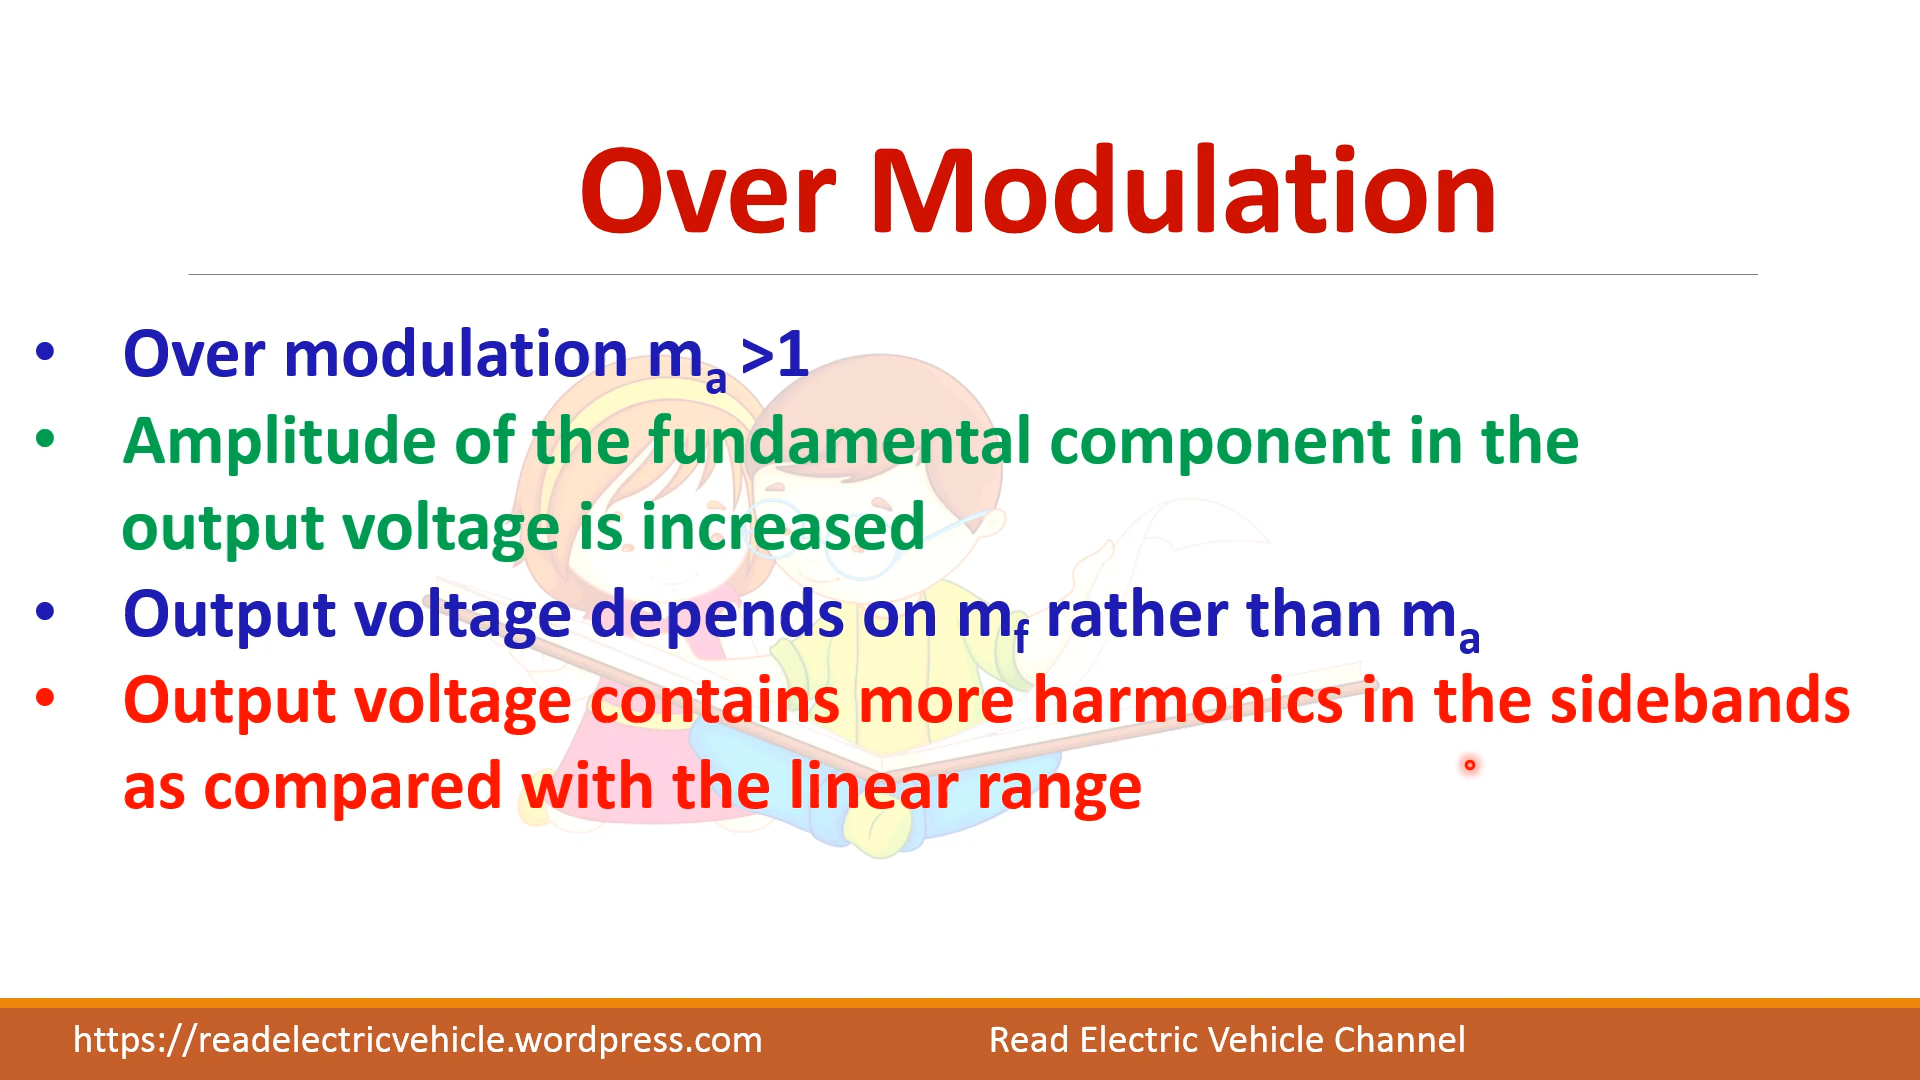 Over Modulation
• Over modulation mₐ >1
• Amplitude of the fundamental component in the
output voltage is increased
• Output voltage depends on m_f rather than mₐ
• Output voltage contains more harmonics in the sidebands
as compared with the linear range
https://readelectricvehicle.wordpress.com
Read Electric Vehicle Channel